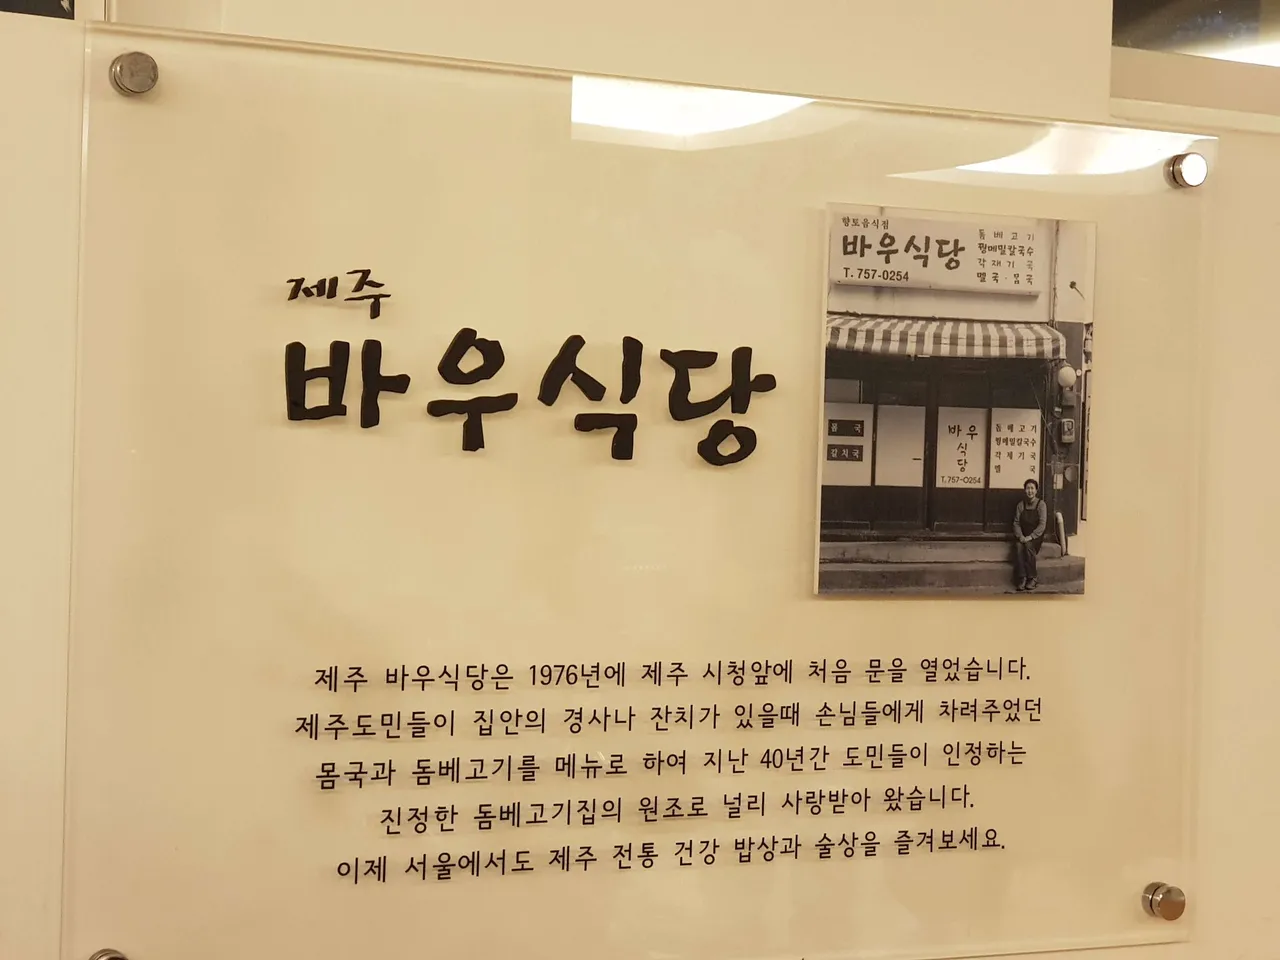 제주
바우식당
향토음식점
바우식당
T. 757-0254
돔베고기
꿩메밀칼국수
각재기국
멜국·몸국
몸국
갈치국
바우
식
당
T.757-0254
돔베고기
꿩메밀칼국수
각재기국
멜국
제주 바우식당은 1976년에 제주 시청앞에 처음 문을 열었습니다.
제주도민들이 집안의 경사나 잔치가 있을때 손님들에게 차려주었던
몸국과 돔베고기를 메뉴로 하여 지난 40년간 도민들이 인정하는
진정한 돔베고기집의 원조로 널리 사랑받아 왔습니다.
이제 서울에서도 제주 전통 건강 밥상과 술상을 즐겨보세요.